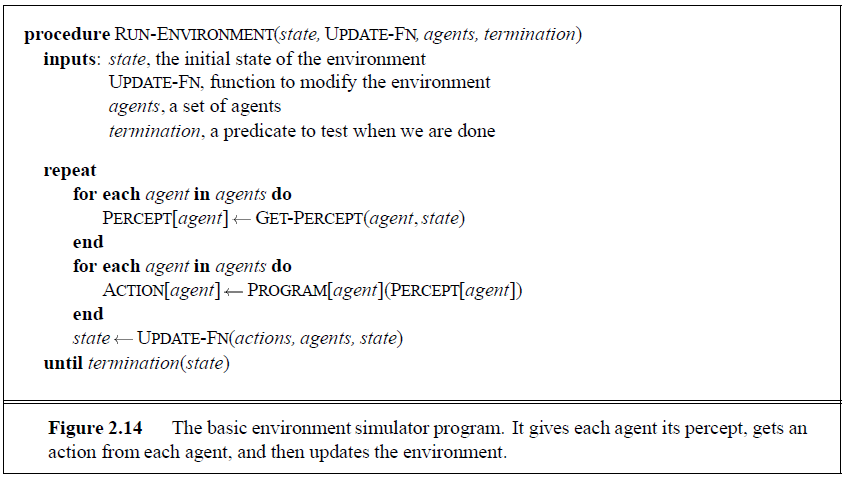 procedure RUN-ENVIRONMENT(state, UPDATE-FN, agents, termination)
inputs: state, the initial state of the environment
UPDATE-FN, function to modify the environment
agents, a set of agents
termination, a predicate to test when we are done
repeat
for each agent in agents do
PERCEPT[agent] ← GET-PERCEPT(agent, state)
end
for each agent in agents do
ACTION[agent] ← PROGRAM[agent](PERCEPT[agent])
end
state ← UPDATE-FN(actions, agents, state)
until termination(state)
Figure 2.14 The basic environment simulator program. It gives each agent its percept, gets an
action from each agent, and then updates the environment.